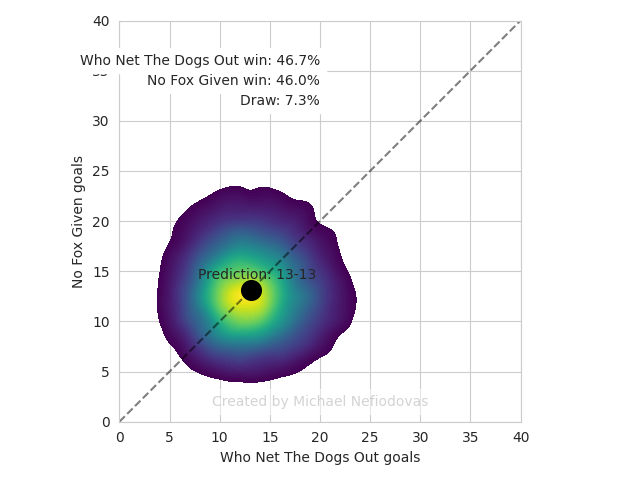 40
Who Net The Dogs Out win: 46.7%
No Fox Given win: 46.0%
Draw: 7.3%
30
25
20
15
10
5
0
No Fox Given goals
Prediction: 13-13
Created by Michael Nefiodovas
0 5 10 15 20 25 30 35 40
Who Net The Dogs Out goals